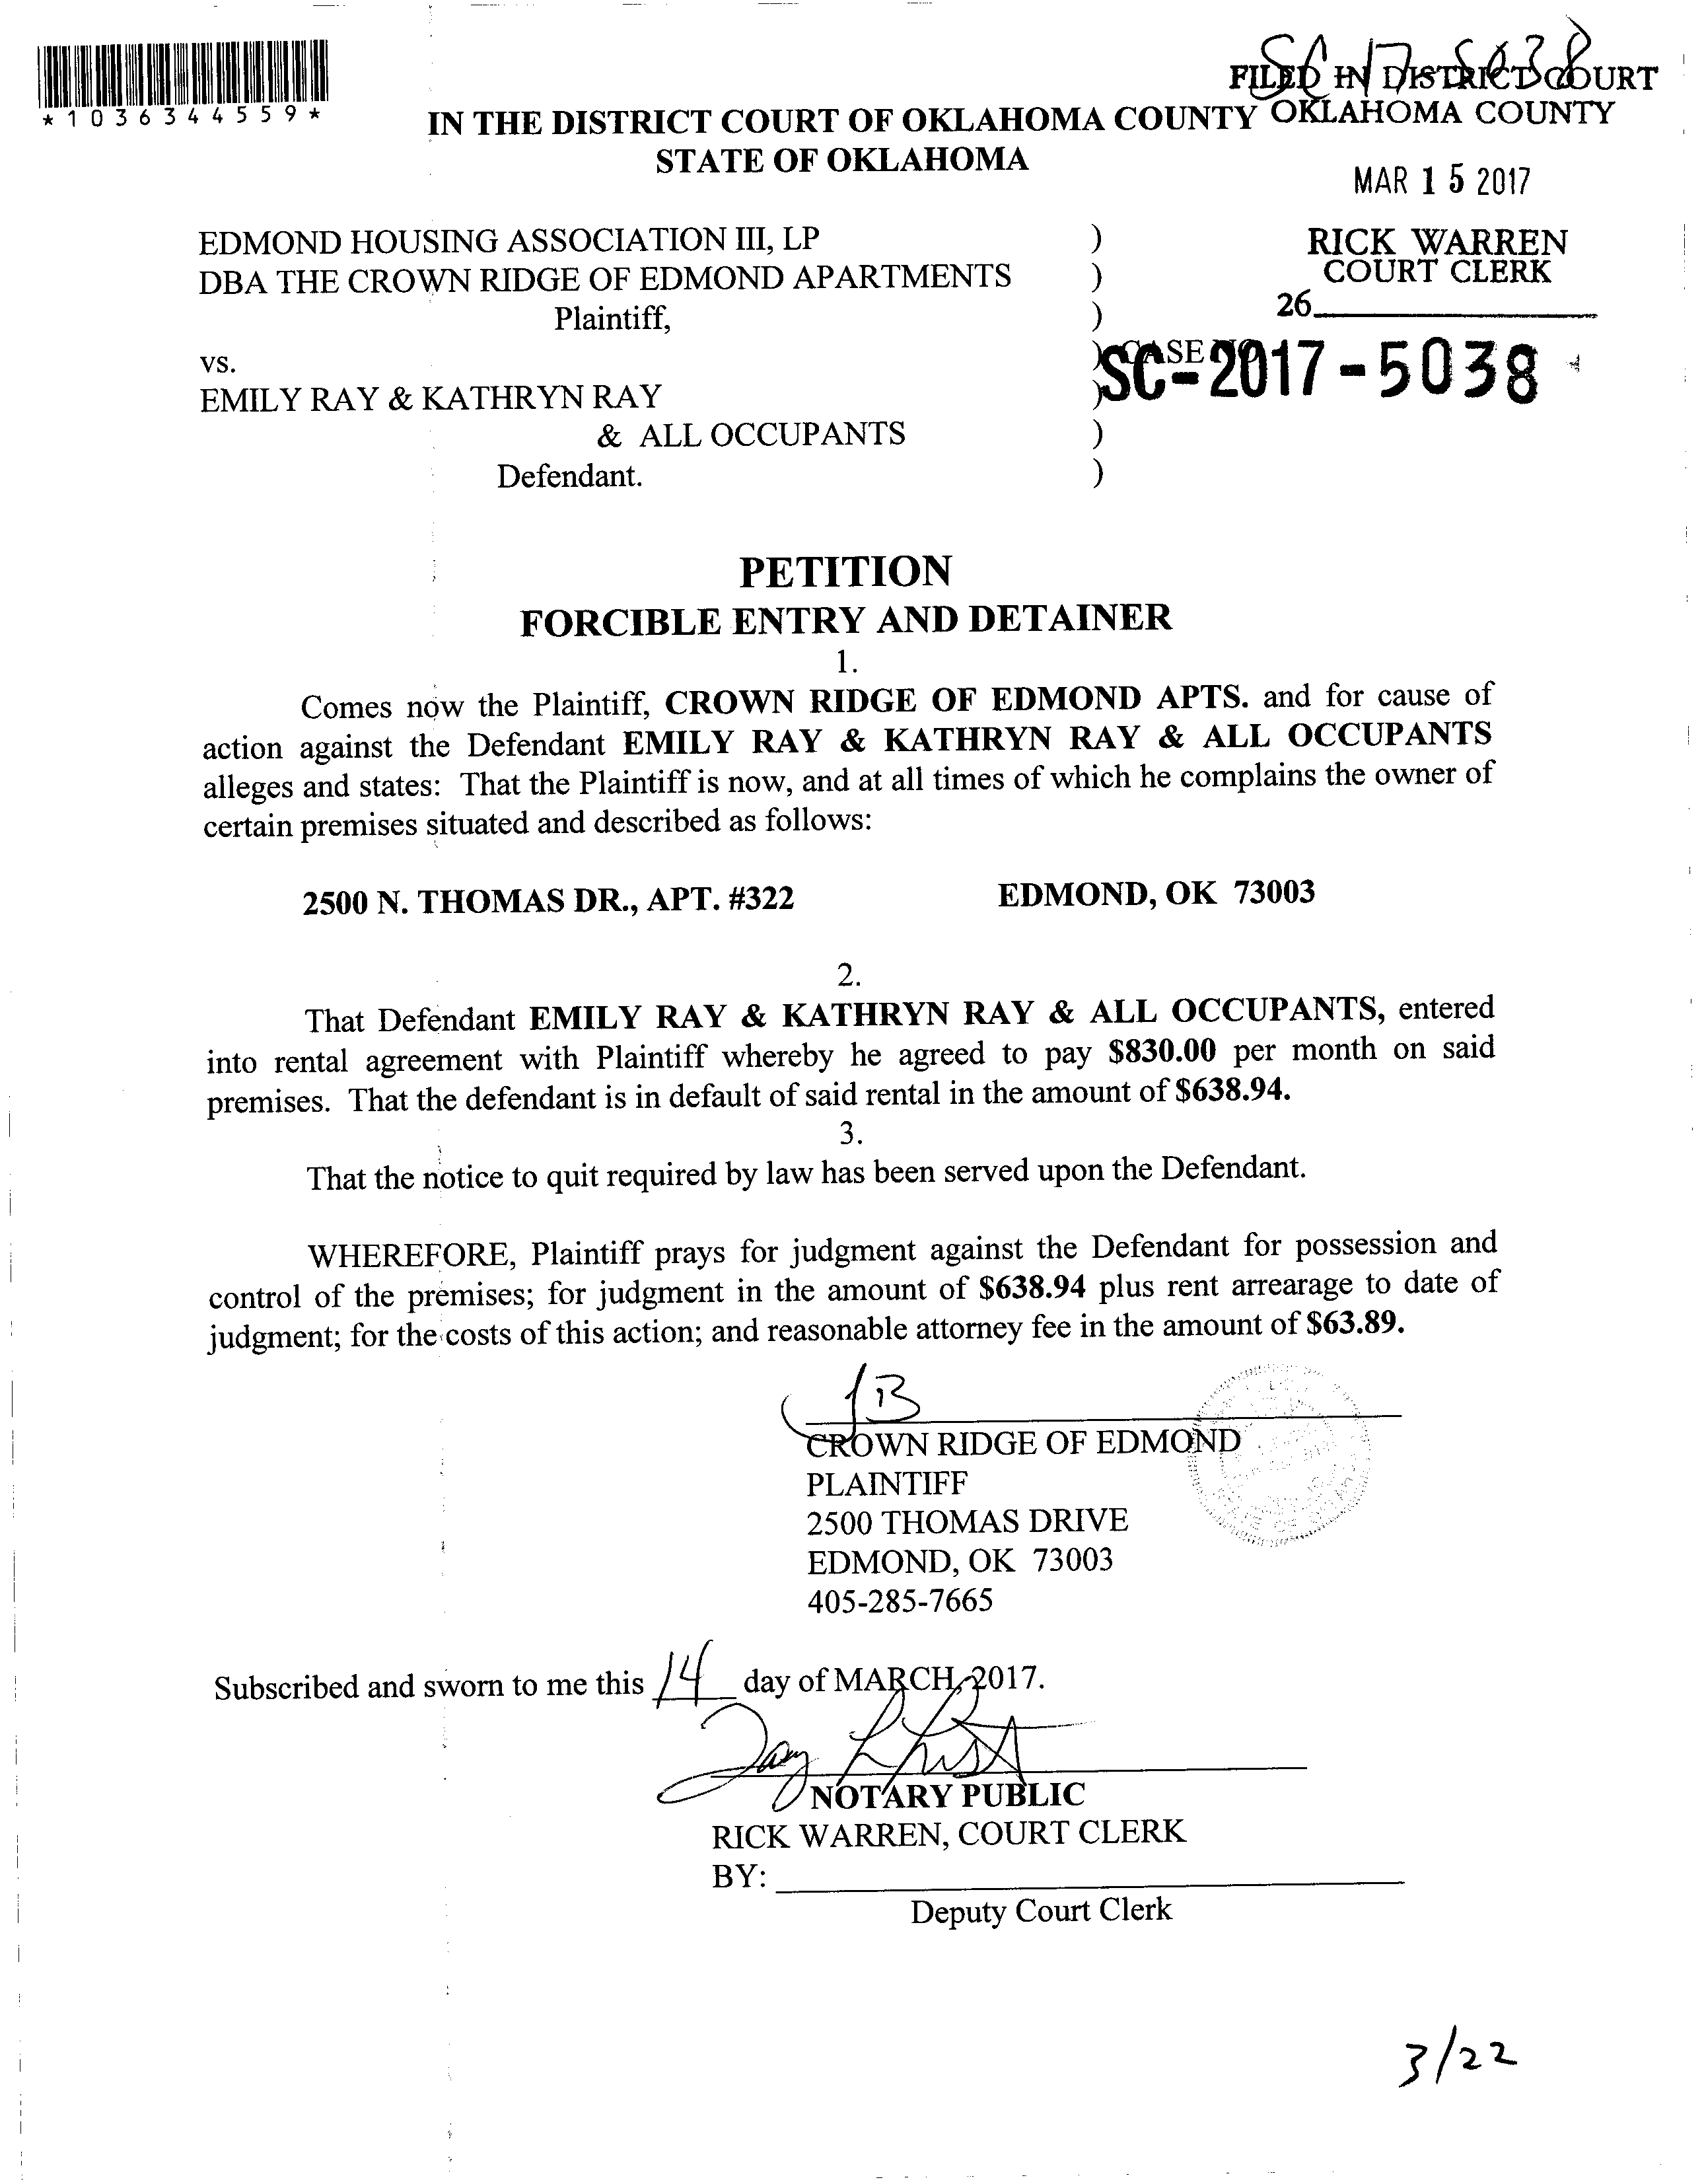 SC 17 5038
FILED IN DISTRICT COURT
OKLAHOMA COUNTY
*1036344559*
IN THE DISTRICT COURT OF OKLAHOMA COUNTY
STATE OF OKLAHOMA
MAR 15 2017
RICK WARREN
COURT CLERK
26
EDMOND HOUSING ASSOCIATION III, LP )
DBA THE CROWN RIDGE OF EDMOND APARTMENTS )
Plaintiff, )
vs. ) CASE NO
SC-2017-5038
EMILY RAY & KATHRYN RAY )
& ALL OCCUPANTS )
Defendant. )
PETITION
FORCIBLE ENTRY AND DETAINER
1.
Comes now the Plaintiff, CROWN RIDGE OF EDMOND APTS. and for cause of
action against the Defendant EMILY RAY & KATHRYN RAY & ALL OCCUPANTS
alleges and states: That the Plaintiff is now, and at all times of which he complains the owner of
certain premises situated and described as follows:
2500 N. THOMAS DR., APT. #322 EDMOND, OK 73003
2.
That Defendant EMILY RAY & KATHRYN RAY & ALL OCCUPANTS, entered
into rental agreement with Plaintiff whereby he agreed to pay $830.00 per month on said
premises. That the defendant is in default of said rental in the amount of $638.94.
3.
That the notice to quit required by law has been served upon the Defendant.
WHEREFORE, Plaintiff prays for judgment against the Defendant for possession and
control of the premises; for judgment in the amount of $638.94 plus rent arrearage to date of
judgment; for the costs of this action; and reasonable attorney fee in the amount of $63.89.
JB
CROWN RIDGE OF EDMOND
PLAINTIFF
2500 THOMAS DRIVE
EDMOND, OK 73003
405-285-7665
Subscribed and sworn to me this 14 day of MARCH, 2017.
NOTARY PUBLIC
RICK WARREN, COURT CLERK
BY:
Deputy Court Clerk
3/22